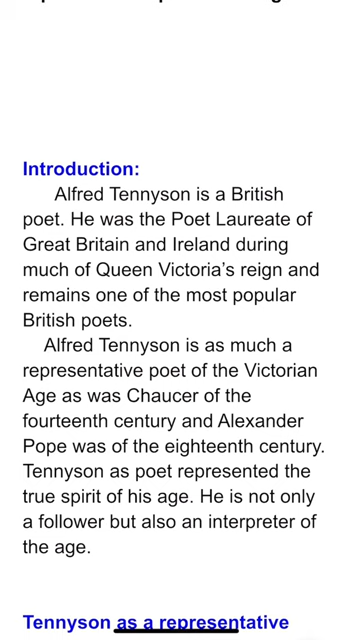 Introduction:
Alfred Tennyson is a British
poet. He was the Poet Laureate of
Great Britain and Ireland during
much of Queen Victoria's reign and
remains one of the most popular
British poets.
Alfred Tennyson is as much a
representative poet of the Victorian
Age as was Chaucer of the
fourteenth century and Alexander
Pope was of the eighteenth century.
Tennyson as poet represented the
true spirit of his age. He is not only
a follower but also an interpreter of
the age.
Tennyson as a representative